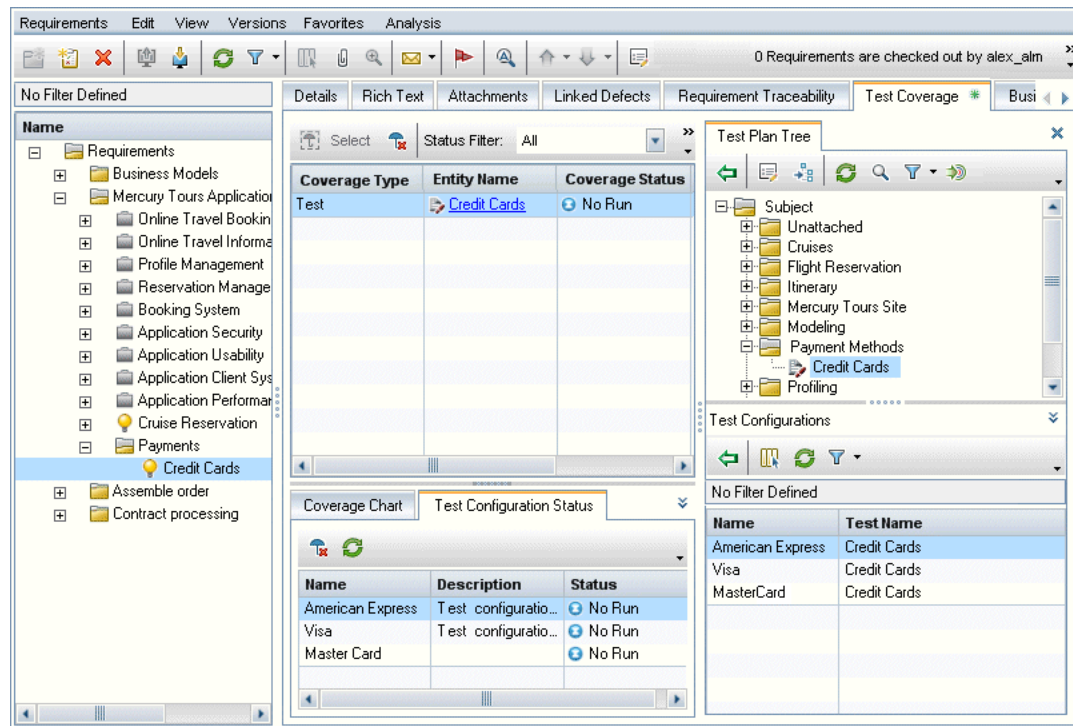 Requirements Edit View Versions Favorites Analysis
0 Requirements are checked out by alex_alm
No Filter Defined
Name
Requirements
Business Models
Mercury Tours Application
Online Travel Bookin
Online Travel Informa
Profile Management
Reservation Manage
Booking System
Application Security
Application Usability
Application Client Sys
Application Performar
Cruise Reservation
Payments
Credit Cards
Assemble order
Contract processing
Details Rich Text Attachments Linked Defects Requirement Traceability Test Coverage * Busi
Select Status Filter: All
Coverage Type Entity Name Coverage Status
Test Credit Cards No Run
Coverage Chart Test Configuration Status
Name Description Status
American Express Test configuratio... No Run
Visa Test configuratio... No Run
Master Card No Run
Test Plan Tree
Subject
Unattached
Cruises
Flight Reservation
Itinerary
Mercury Tours Site
Modeling
Payment Methods
Credit Cards
Profiling
Test Configurations
No Filter Defined
Name Test Name
American Express Credit Cards
Visa Credit Cards
MasterCard Credit Cards